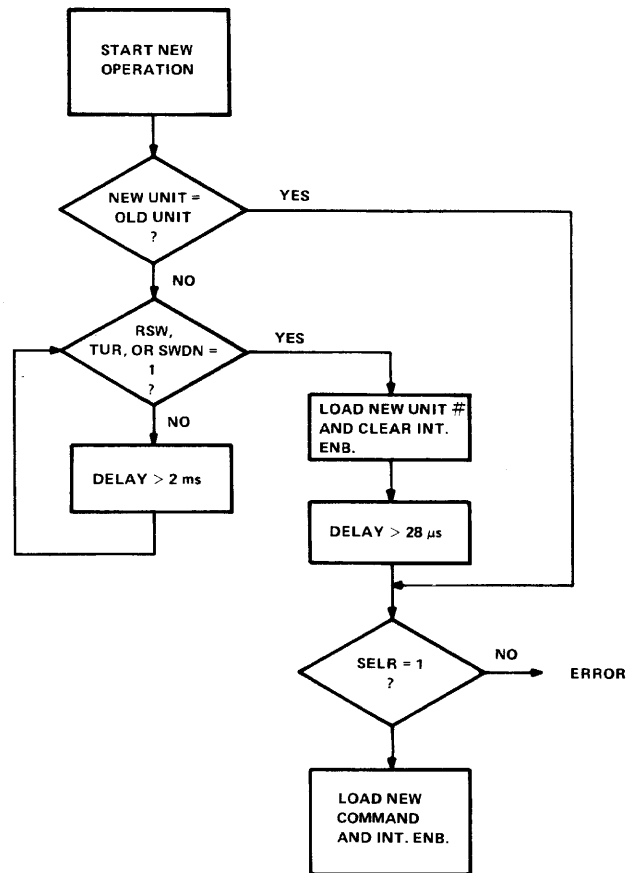 START NEW
OPERATION
NEW UNIT =
OLD UNIT
?
YES
NO
RSW,
TUR, OR SWDN =
1
?
YES
NO
DELAY > 2 ms
LOAD NEW UNIT #
AND CLEAR INT.
ENB.
DELAY > 28 μs
SELR = 1
?
NO
ERROR
LOAD NEW
COMMAND
AND INT. ENB.